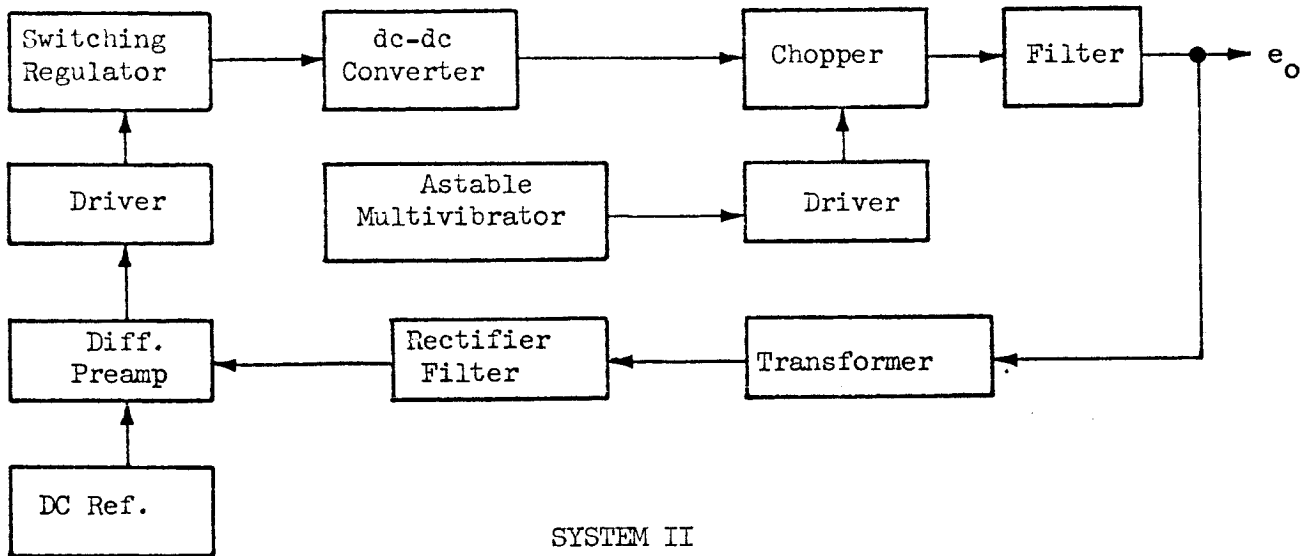 Switching
Regulator
dc-dc
Converter
Chopper
Filter
e_o
Driver
Astable
Multivibrator
Driver
Diff.
Preamp
Rectifier
Filter
Transformer
DC Ref.
SYSTEM II